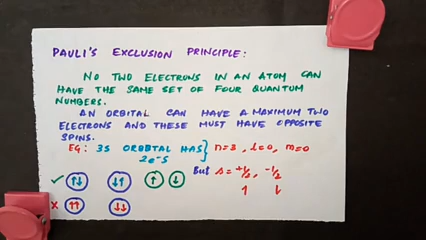 PAULI'S EXCLUSION PRINCIPLE:
NO TWO ELECTRONS IN AN ATOM CAN
HAVE THE SAME SET OF FOUR QUANTUM
NUMBERS.
AN ORBITAL CAN HAVE A MAXIMUM TWO
ELECTRONS AND THESE MUST HAVE OPPOSITE
SPINS.
EG: 3S ORBITAL HAS } n=3, l=0, m=0
2e-S
But s = +1/2, -1/2
✓ ↑↓ ↓↑ ↑ ↓ 1 ↓
× ↑↑ ↓↓